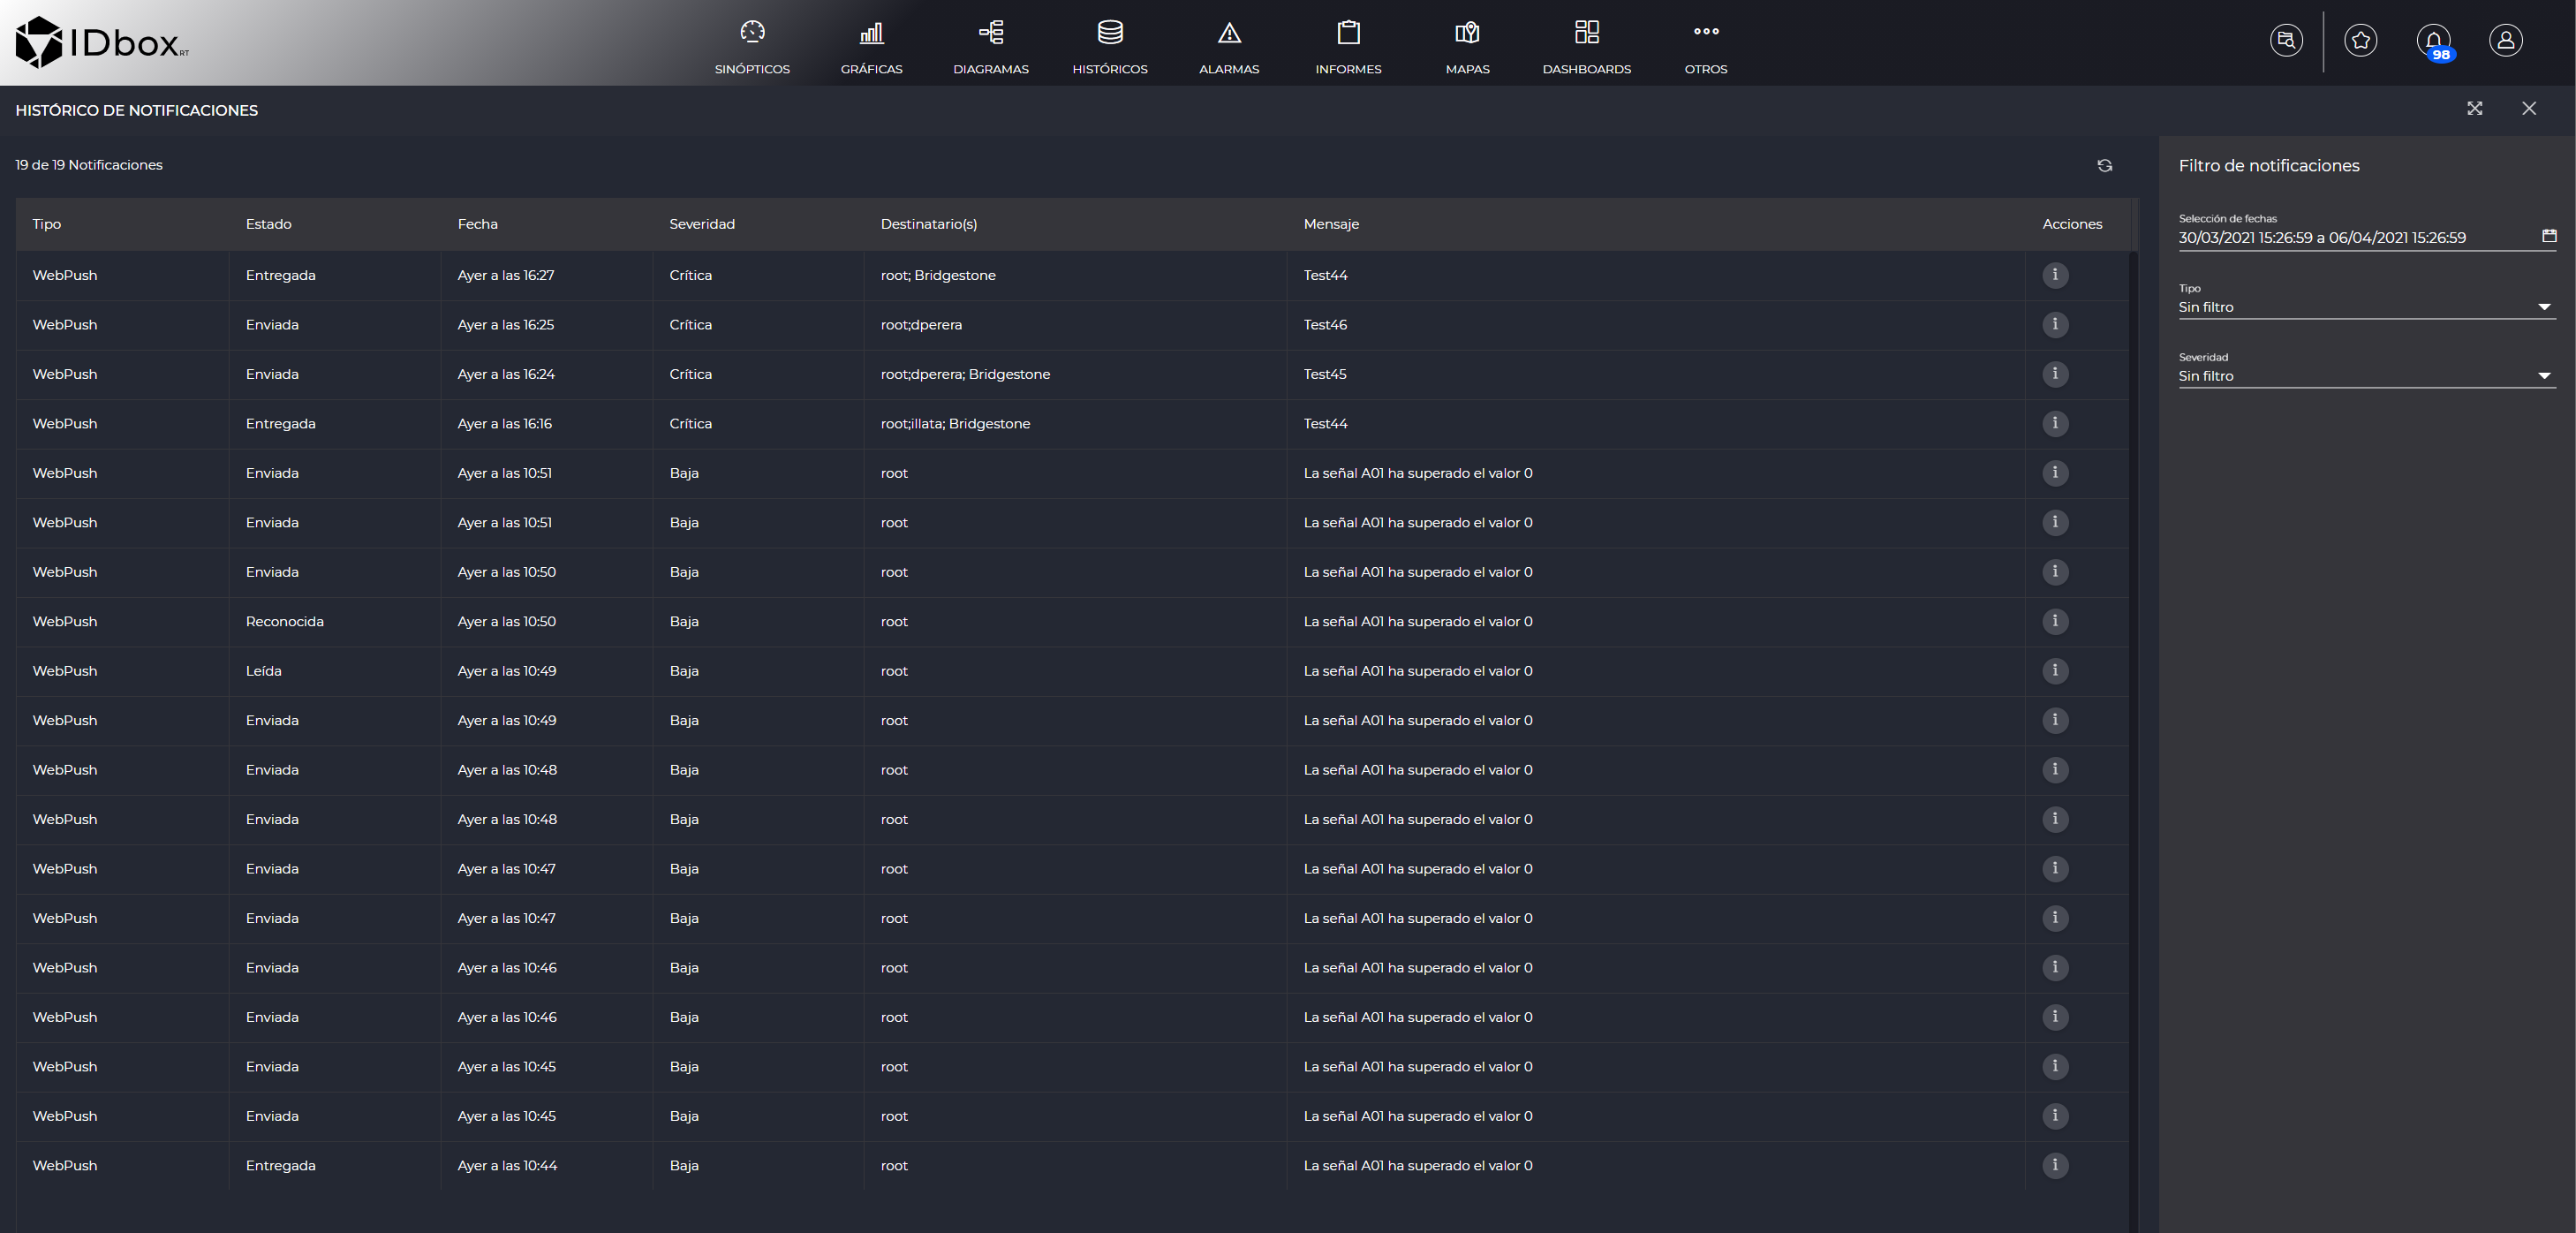 IDbox RT
SINÓPTICOS GRÁFICAS DIAGRAMAS HISTÓRICOS ALARMAS INFORMES MAPAS DASHBOARDS OTROS 98
HISTÓRICO DE NOTIFICACIONES
19 de 19 Notificaciones
Tipo Estado Fecha Severidad Destinatario(s) Mensaje Acciones
WebPush Entregada Ayer a las 16:27 Crítica root; Bridgestone Test44
WebPush Enviada Ayer a las 16:25 Crítica root;dperera Test46
WebPush Enviada Ayer a las 16:24 Crítica root;dperera; Bridgestone Test45
WebPush Entregada Ayer a las 16:16 Crítica root;illata; Bridgestone Test44
WebPush Enviada Ayer a las 10:51 Baja root La señal A01 ha superado el valor 0
WebPush Enviada Ayer a las 10:51 Baja root La señal A01 ha superado el valor 0
WebPush Enviada Ayer a las 10:50 Baja root La señal A01 ha superado el valor 0
WebPush Reconocida Ayer a las 10:50 Baja root La señal A01 ha superado el valor 0
WebPush Leída Ayer a las 10:49 Baja root La señal A01 ha superado el valor 0
WebPush Enviada Ayer a las 10:49 Baja root La señal A01 ha superado el valor 0
WebPush Enviada Ayer a las 10:48 Baja root La señal A01 ha superado el valor 0
WebPush Enviada Ayer a las 10:48 Baja root La señal A01 ha superado el valor 0
WebPush Enviada Ayer a las 10:47 Baja root La señal A01 ha superado el valor 0
WebPush Enviada Ayer a las 10:47 Baja root La señal A01 ha superado el valor 0
WebPush Enviada Ayer a las 10:46 Baja root La señal A01 ha superado el valor 0
WebPush Enviada Ayer a las 10:46 Baja root La señal A01 ha superado el valor 0
WebPush Enviada Ayer a las 10:45 Baja root La señal A01 ha superado el valor 0
WebPush Enviada Ayer a las 10:45 Baja root La señal A01 ha superado el valor 0
WebPush Entregada Ayer a las 10:44 Baja root La señal A01 ha superado el valor 0
Filtro de notificaciones
Selección de fechas
30/03/2021 15:26:59 a 06/04/2021 15:26:59
Tipo
Sin filtro
Severidad
Sin filtro